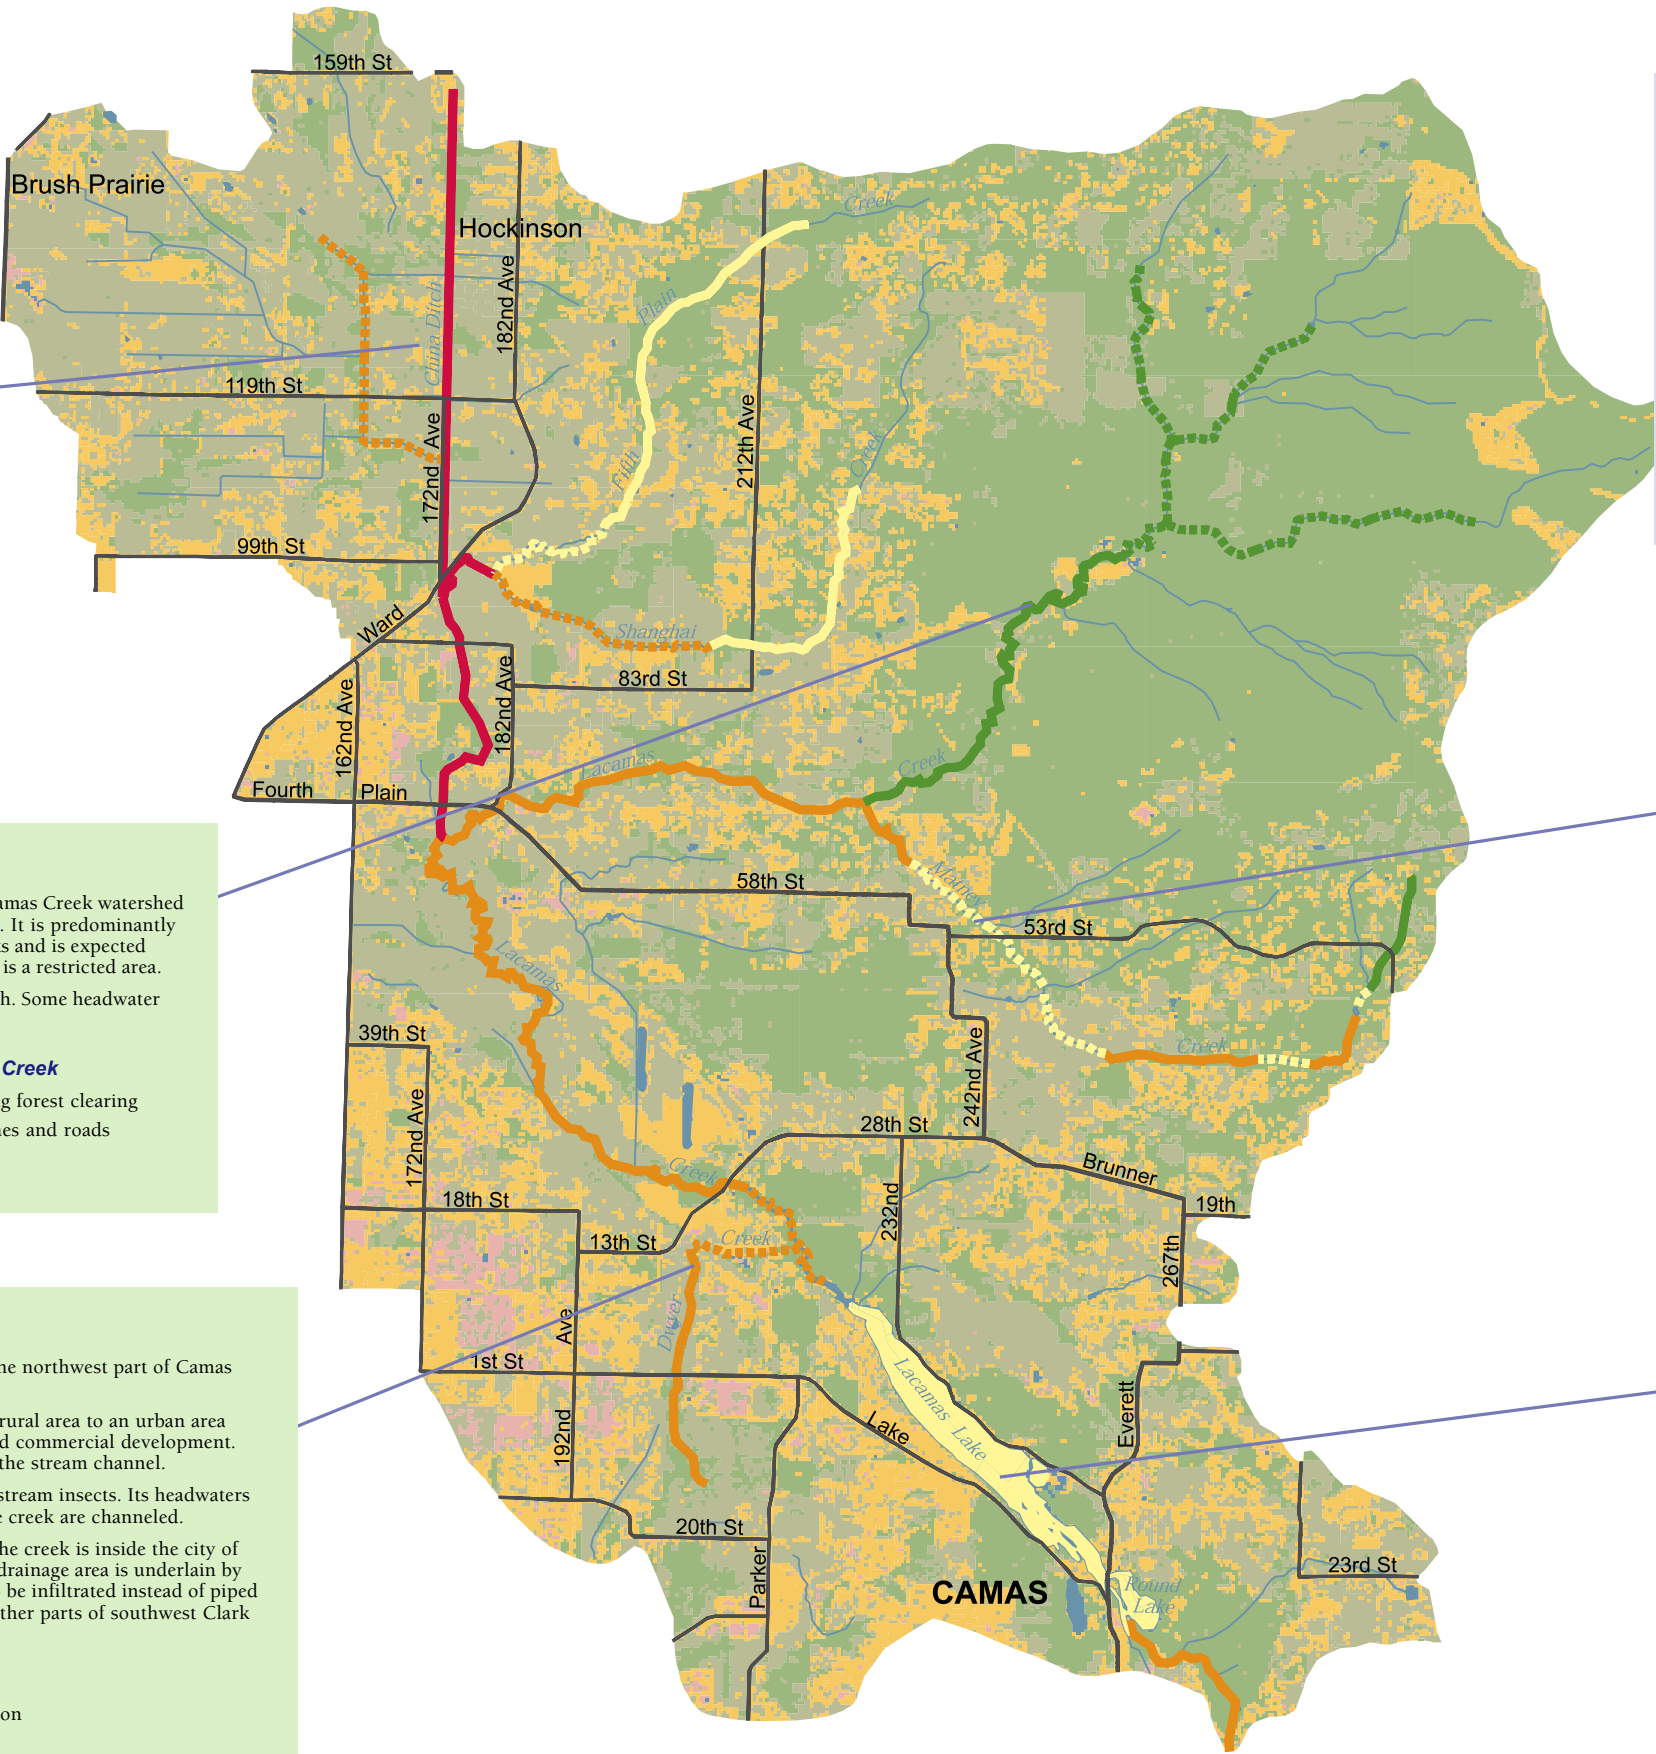 159th St
Brush Prairie
Hockinson
Creek
182nd Ave
Plain
China Ditch
119th St
212th Ave
172nd Ave
Fifth
Creek
99th St
Ward
Shanghai
83rd St
162nd Ave
182nd Ave
Lacamas
Creek
Fourth Plain
58th St
Matney
53rd St
Lacamas
39th St
172nd Ave
242nd Ave
Creek
28th St
Brunner
Creek
18th St
232nd
19th
13th St
Creek
267th
Dwyer
Ave
1st St
Lacamas Lake
Lake
Everett
192nd
20th St
Parker
CAMAS
Round
Lake
23rd St
amas Creek watershed
. It is predominantly
ks and is expected
is a restricted area.
h. Some headwater
Creek
g forest clearing
nes and roads
he northwest part of Camas
rural area to an urban area
d commercial development.
the stream channel.
stream insects. Its headwaters
e creek are channeled.
he creek is inside the city of
drainage area is underlain by
o be infiltrated instead of piped
ther parts of southwest Clark
on